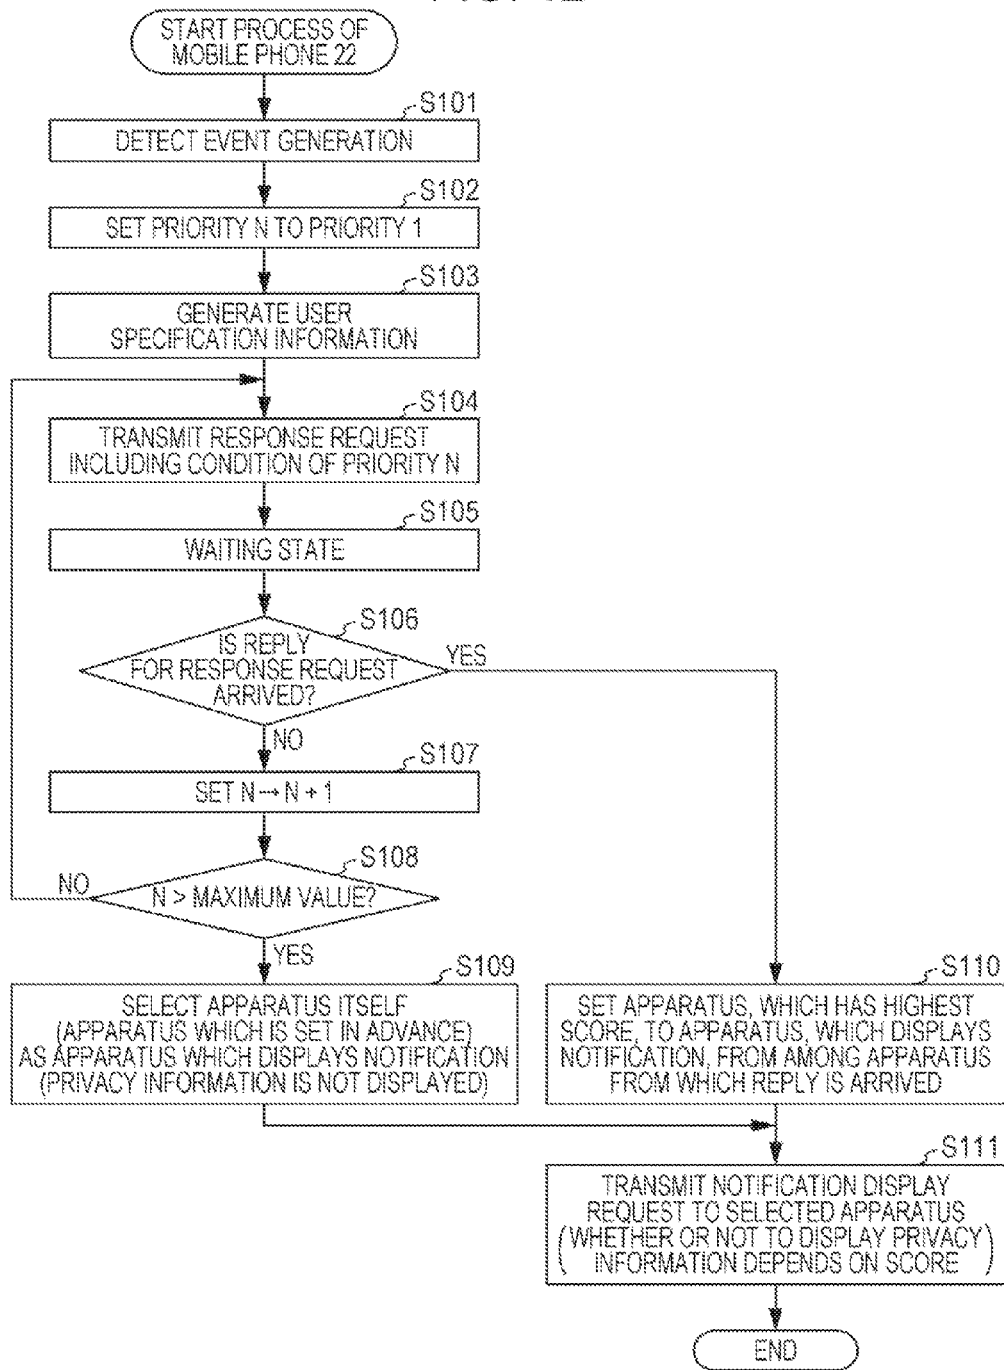 START PROCESS OF
MOBILE PHONE 22
S101
DETECT EVENT GENERATION
S102
SET PRIORITY N TO PRIORITY 1
S103
GENERATE USER
SPECIFICATION INFORMATION
S104
TRANSMIT RESPONSE REQUEST
INCLUDING CONDITION OF PRIORITY N
S105
WAITING STATE
S106
IS REPLY
FOR RESPONSE REQUEST
ARRIVED?
YES
NO
S107
SET N → N + 1
S108
N > MAXIMUM VALUE?
NO
YES
S109
SELECT APPARATUS ITSELF
(APPARATUS WHICH IS SET IN ADVANCE)
AS APPARATUS WHICH DISPLAYS NOTIFICATION
(PRIVACY INFORMATION IS NOT DISPLAYED)
S110
SET APPARATUS, WHICH HAS HIGHEST
SCORE, TO APPARATUS, WHICH DISPLAYS
NOTIFICATION, FROM AMONG APPARATUS
FROM WHICH REPLY IS ARRIVED
S111
TRANSMIT NOTIFICATION DISPLAY
REQUEST TO SELECTED APPARATUS
(WHETHER OR NOT TO DISPLAY PRIVACY
INFORMATION DEPENDS ON SCORE)
END